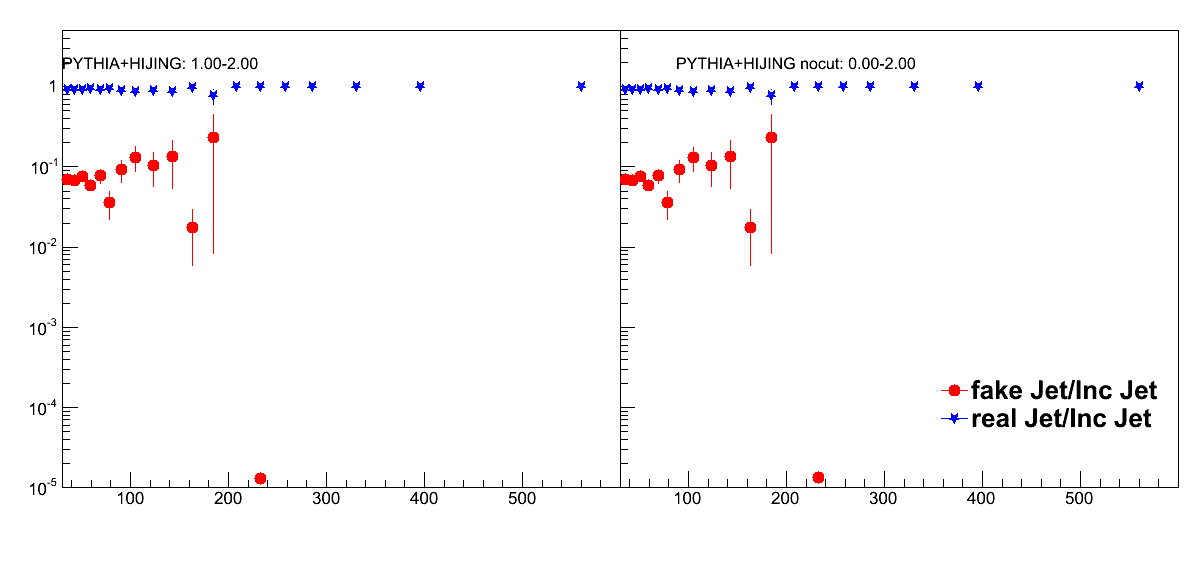 PYTHIA+HIJING: 1.00-2.00
PYTHIA+HIJING nocut: 0.00-2.00
1
10^-1
10^-2
10^-3
10^-4
10^-5
fake Jet/Inc Jet
real Jet/Inc Jet
100 200 300 400 500 100 200 300 400 500